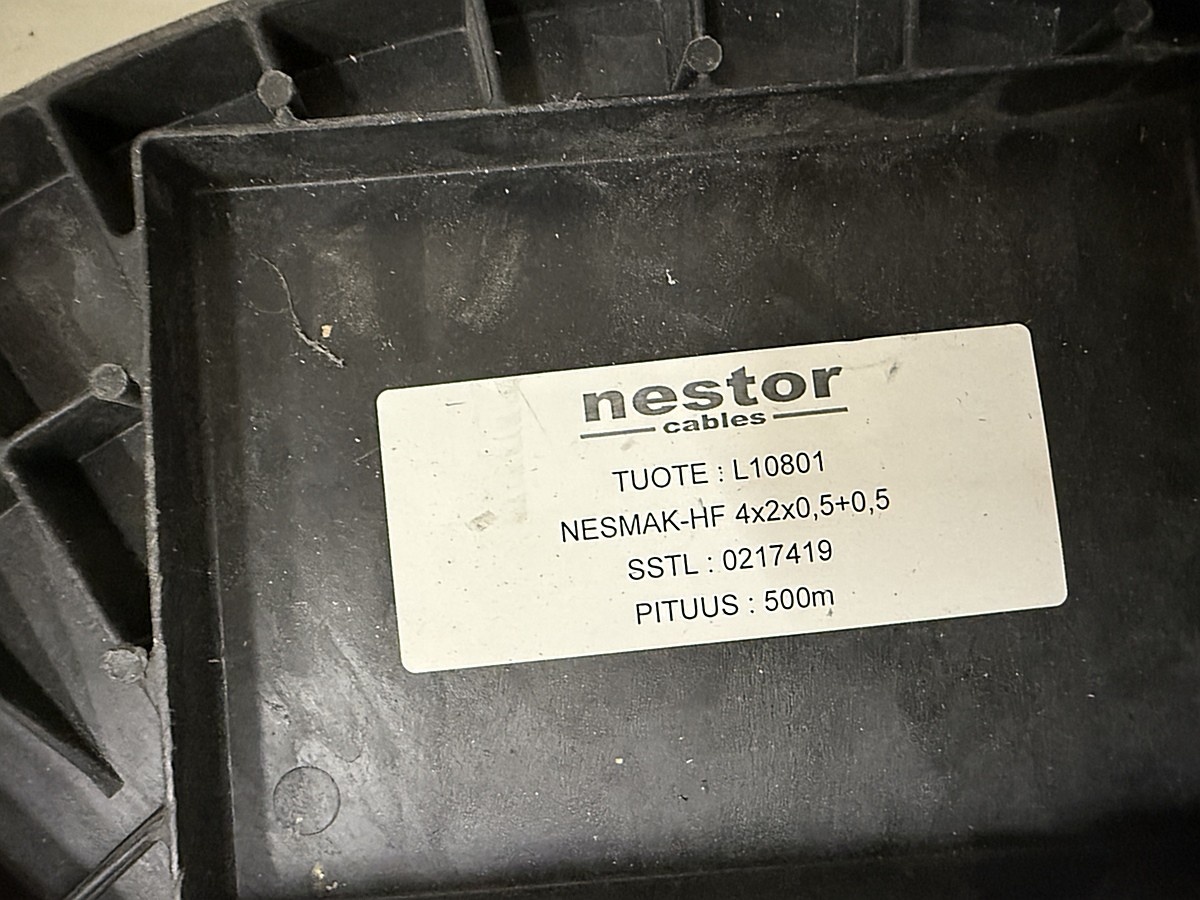 nestor
cables
TUOTE : L10801
NESMAK-HF 4x2x0,5+0,5
SSTL : 0217419
PITUUS : 500m